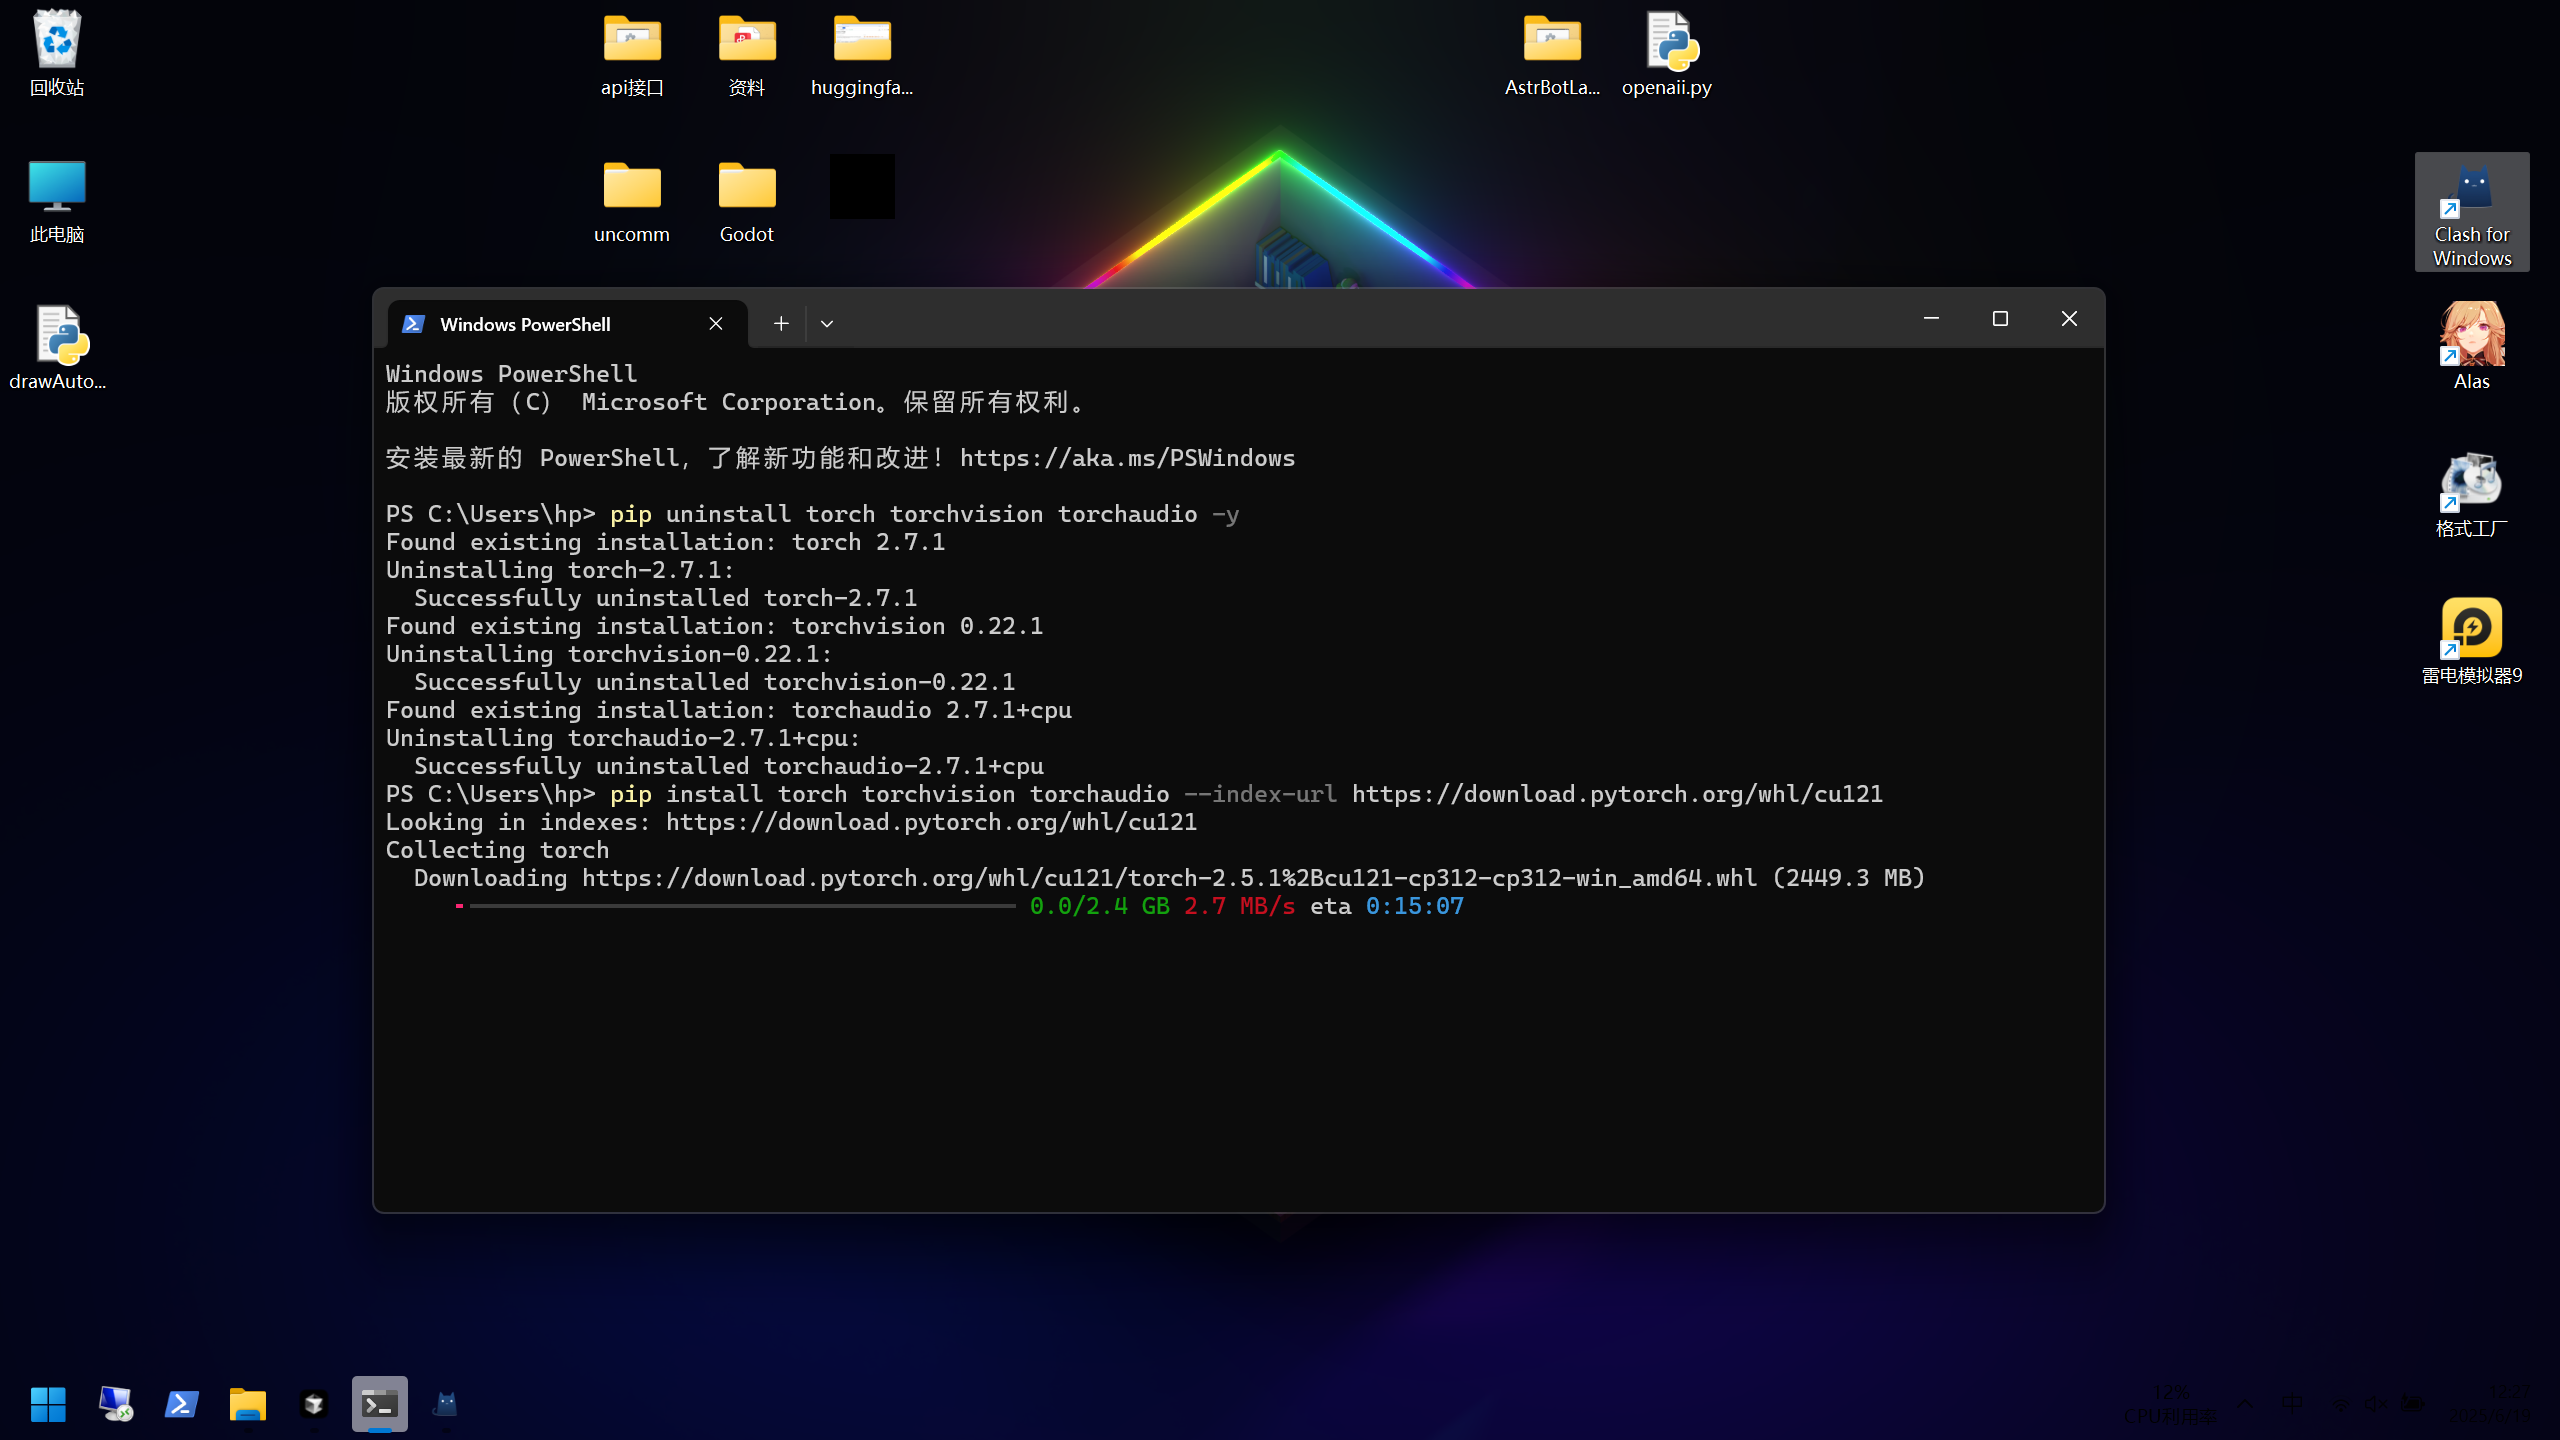 回收站
api接口
资料
huggingfa...
AstrBotLa...
openaii.py
此电脑
uncomm
Godot
Clash for
Windows
drawAuto...
Alas
格式工厂
雷电模拟器9
Windows PowerShell
Windows PowerShell
版权所有（C） Microsoft Corporation。保留所有权利。
安装最新的 PowerShell，了解新功能和改进！https://aka.ms/PSWindows
PS C:\Users\hp> pip uninstall torch torchvision torchaudio -y
Found existing installation: torch 2.7.1
Uninstalling torch-2.7.1:
Successfully uninstalled torch-2.7.1
Found existing installation: torchvision 0.22.1
Uninstalling torchvision-0.22.1:
Successfully uninstalled torchvision-0.22.1
Found existing installation: torchaudio 2.7.1+cpu
Uninstalling torchaudio-2.7.1+cpu:
Successfully uninstalled torchaudio-2.7.1+cpu
PS C:\Users\hp> pip install torch torchvision torchaudio --index-url https://download.pytorch.org/whl/cu121
Looking in indexes: https://download.pytorch.org/whl/cu121
Collecting torch
Downloading https://download.pytorch.org/whl/cu121/torch-2.5.1%2Bcu121-cp312-cp312-win_amd64.whl (2449.3 MB)
0.0/2.4 GB 2.7 MB/s eta 0:15:07
12%
CPU利用率
中